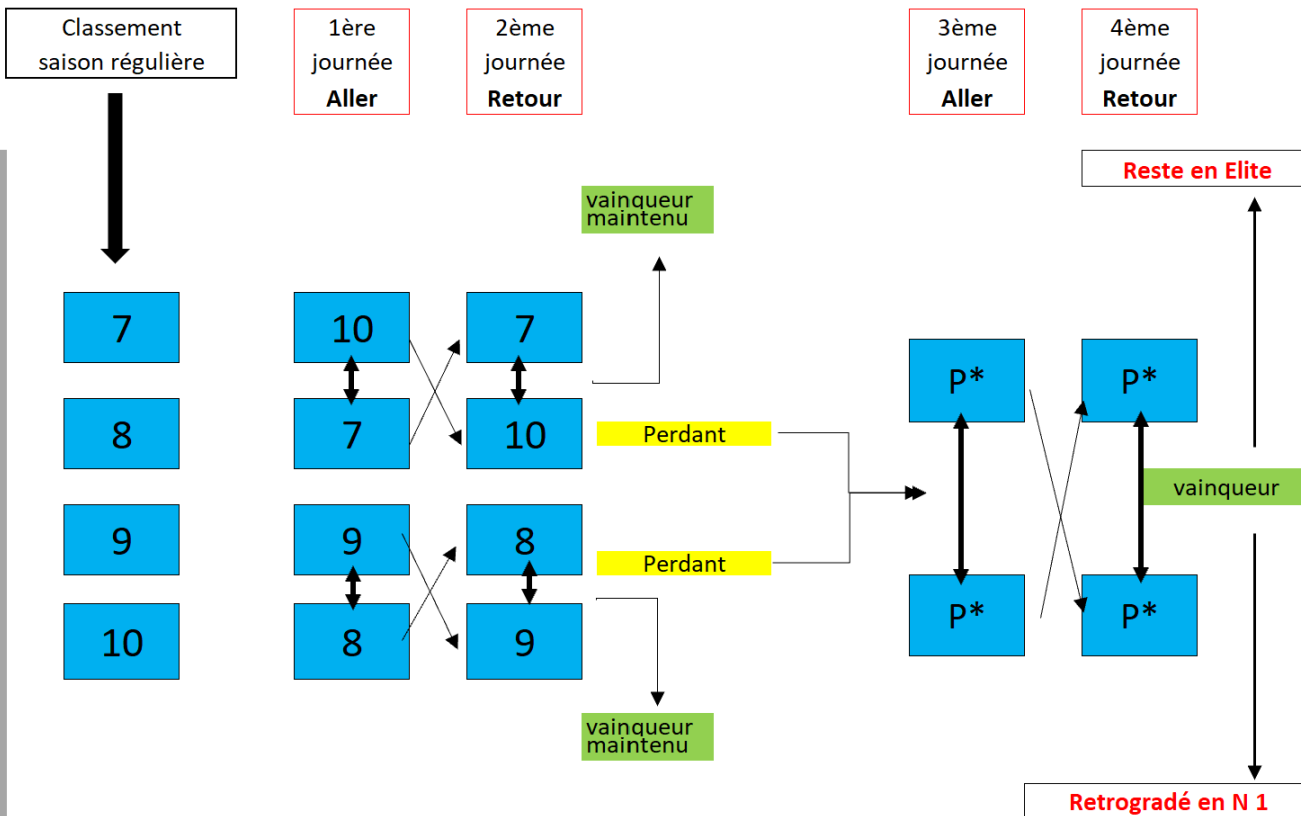 Classement
saison régulière
1ère
journée
Aller
2ème
journée
Retour
3ème
journée
Aller
4ème
journée
Retour
Reste en Elite
vainqueur
maintenu
7
10
7
P*
P*
8
7
10
Perdant
vainqueur
9
9
8
Perdant
10
8
9
P*
P*
vainqueur
maintenu
Retrogradé en N 1